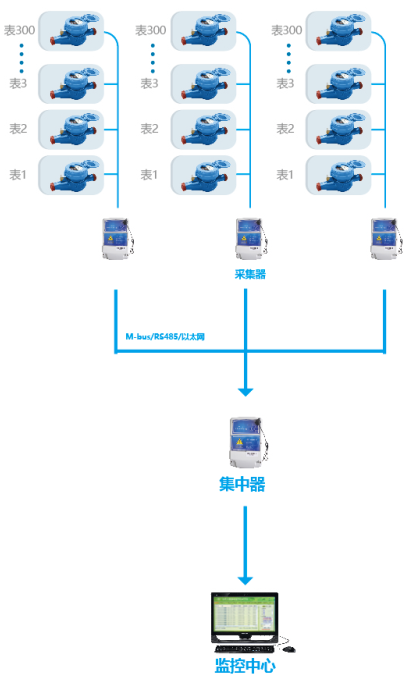 表300 表300 表300
表3 表3 表3
表2 表2 表2
表1 表1 表1
采集器
M-bus/RS485/以太网
集中器
监控中心